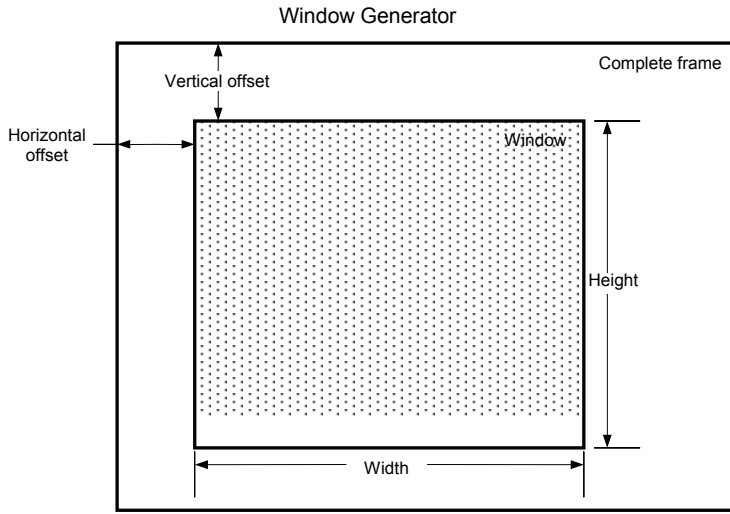 Window Generator
Complete frame
Vertical offset
Horizontal
offset
Window
Height
Width